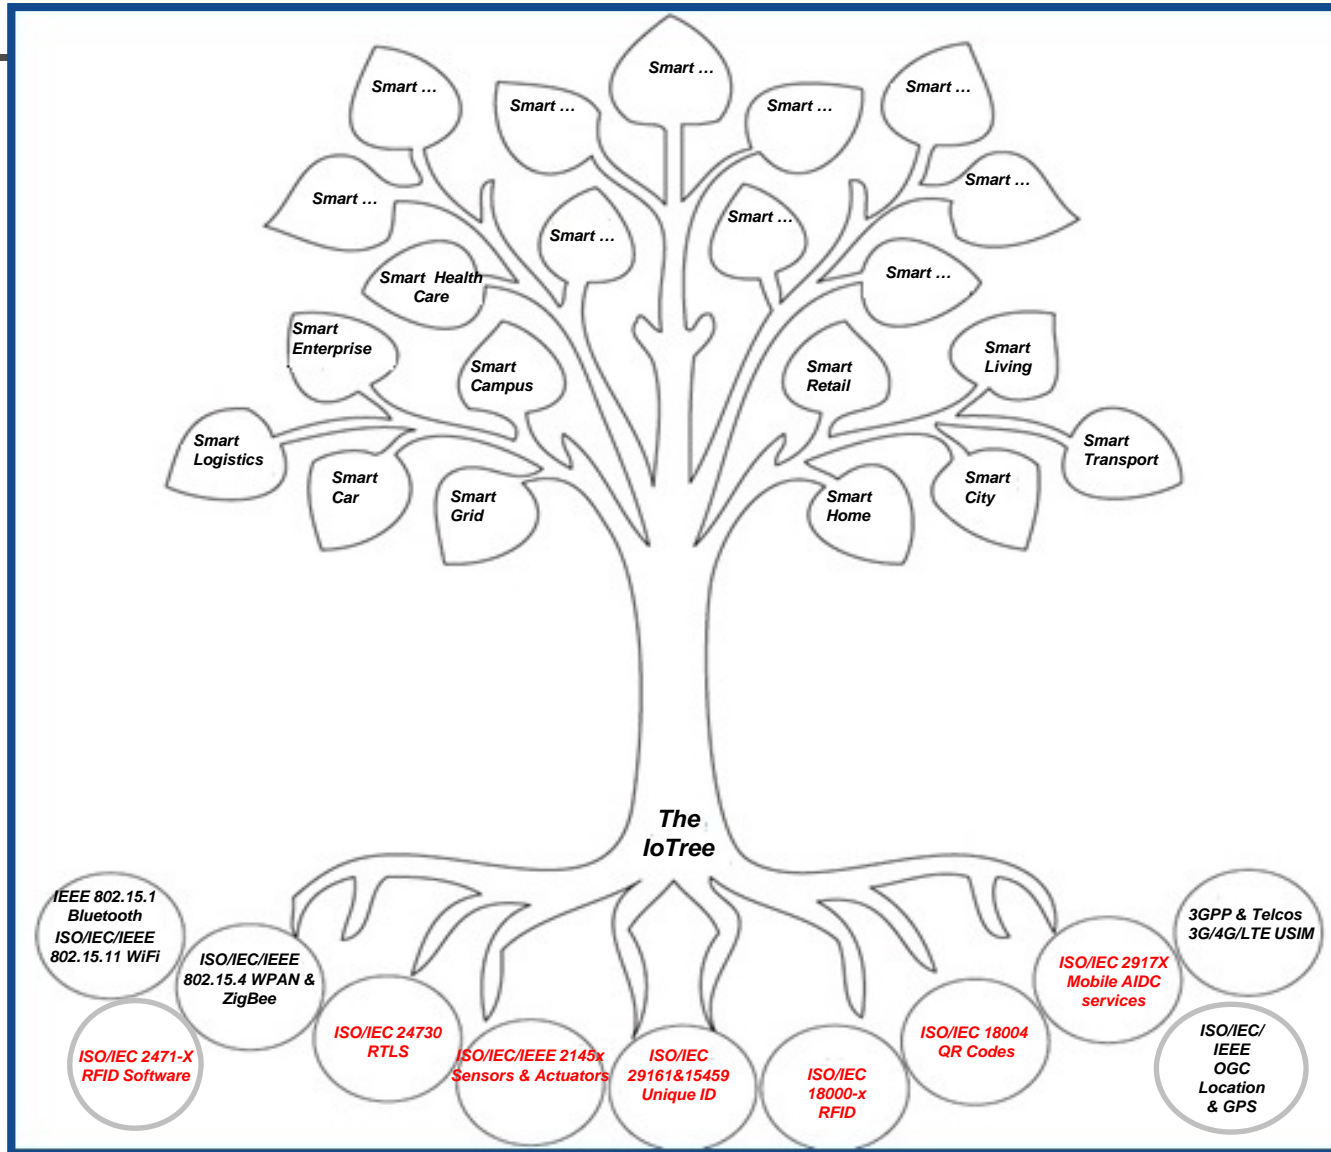 Smart ...
Smart ...
Smart ...
Smart ...
Smart ...
Smart ...
Smart ...
Smart ...
Smart ...
Smart ...
Smart Health
Care
Smart
Enterprise
Smart
Campus
Smart
Retail
Smart
Living
Smart
Logistics
Smart
Car
Smart
Grid
Smart
Home
Smart
City
Smart
Transport
The
IoTree
IEEE 802.15.1
Bluetooth
ISO/IEC/IEEE
802.15.11 WiFi
ISO/IEC/IEEE
802.15.4 WPAN &
ZigBee
ISO/IEC 2471-X
RFID Software
ISO/IEC 24730
RTLS
ISO/IEC/IEEE 2145x
Sensors & Actuators
ISO/IEC
29161&15459
Unique ID
ISO/IEC
18000-x
RFID
ISO/IEC 18004
QR Codes
ISO/IEC 2917X
Mobile AIDC
services
3GPP & Telcos
3G/4G/LTE USIM
ISO/IEC/
IEEE
OGC
Location
& GPS